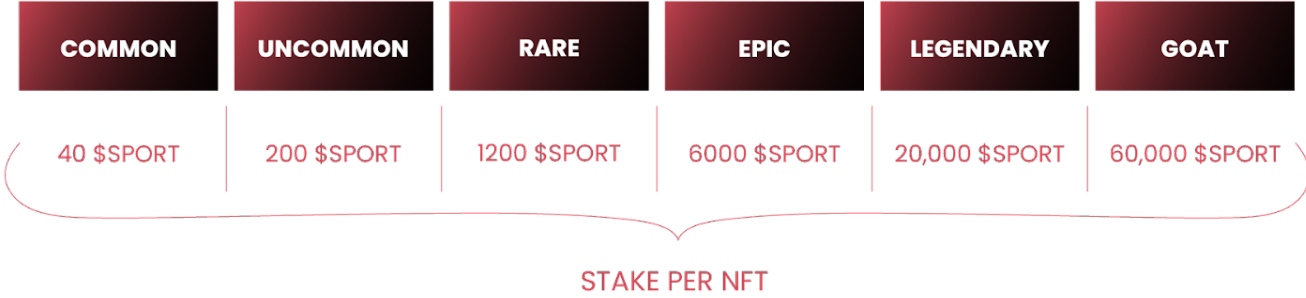 COMMON UNCOMMON RARE EPIC LEGENDARY GOAT
40 $SPORT 200 $SPORT 1200 $SPORT 6000 $SPORT 20,000 $SPORT 60,000 $SPORT
STAKE PER NFT